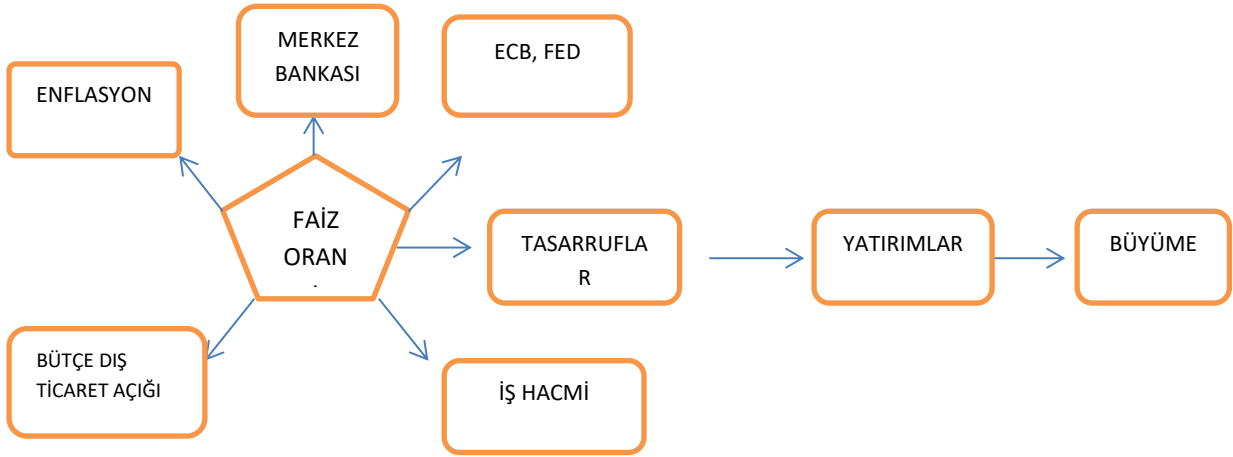 MERKEZ
BANKASI
ECB, FED
ENFLASYON
FAİZ
ORAN
TASARRUFLA
R
YATIRIMLAR
BÜYÜME
BÜTÇE DIŞ
TİCARET AÇIĞI
İŞ HACMİ